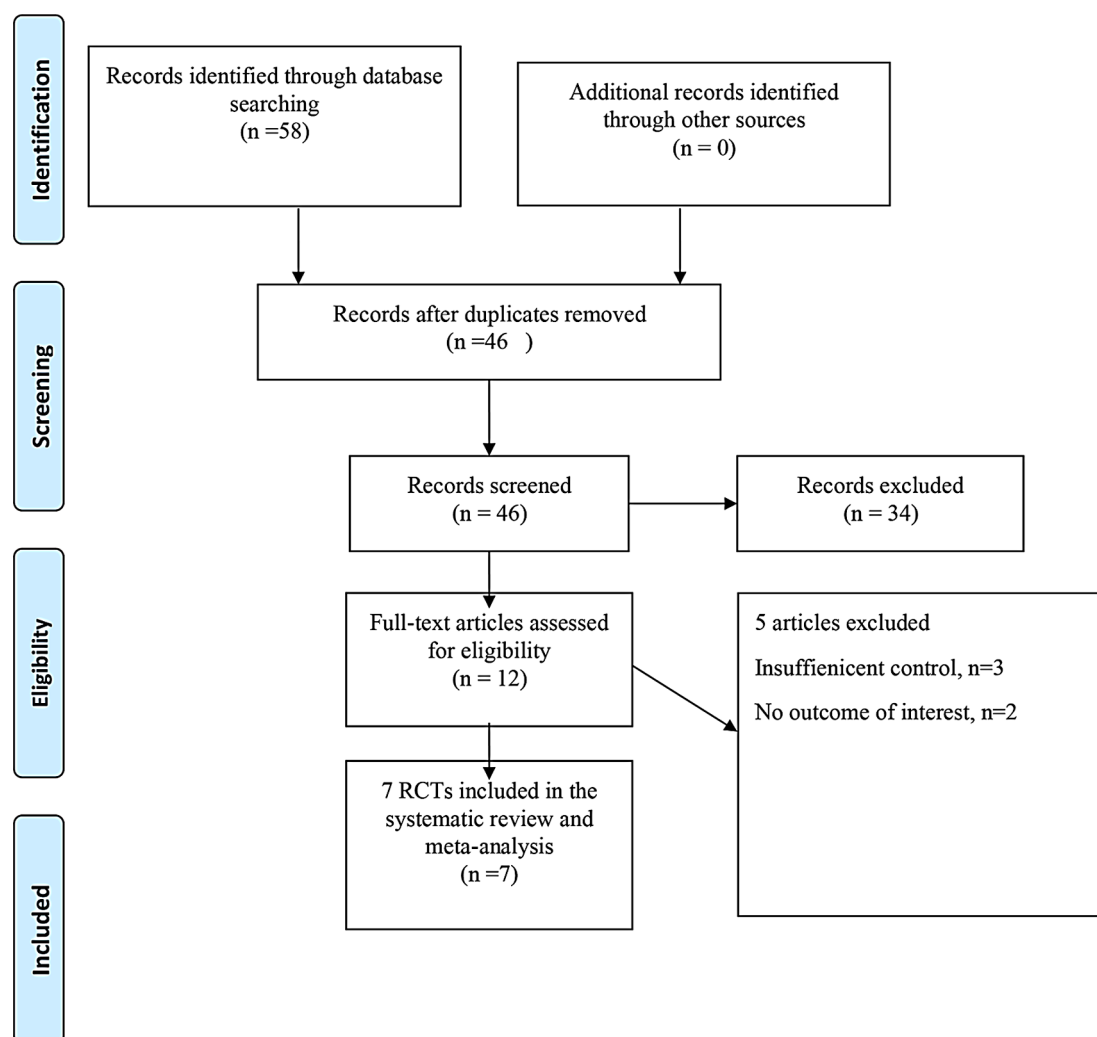 Identification
Records identified through database
searching
(n =58)
Additional records identified
through other sources
(n = 0)
Screening
Records after duplicates removed
(n =46   )
Records screened
(n = 46)
Records excluded
(n = 34)
Eligibility
Full-text articles assessed
for eligibility
(n = 12)
5 articles excluded
Insuffienicent control, n=3
No outcome of interest, n=2
Included
7 RCTs included in the
systematic review and
meta-analysis
(n =7)